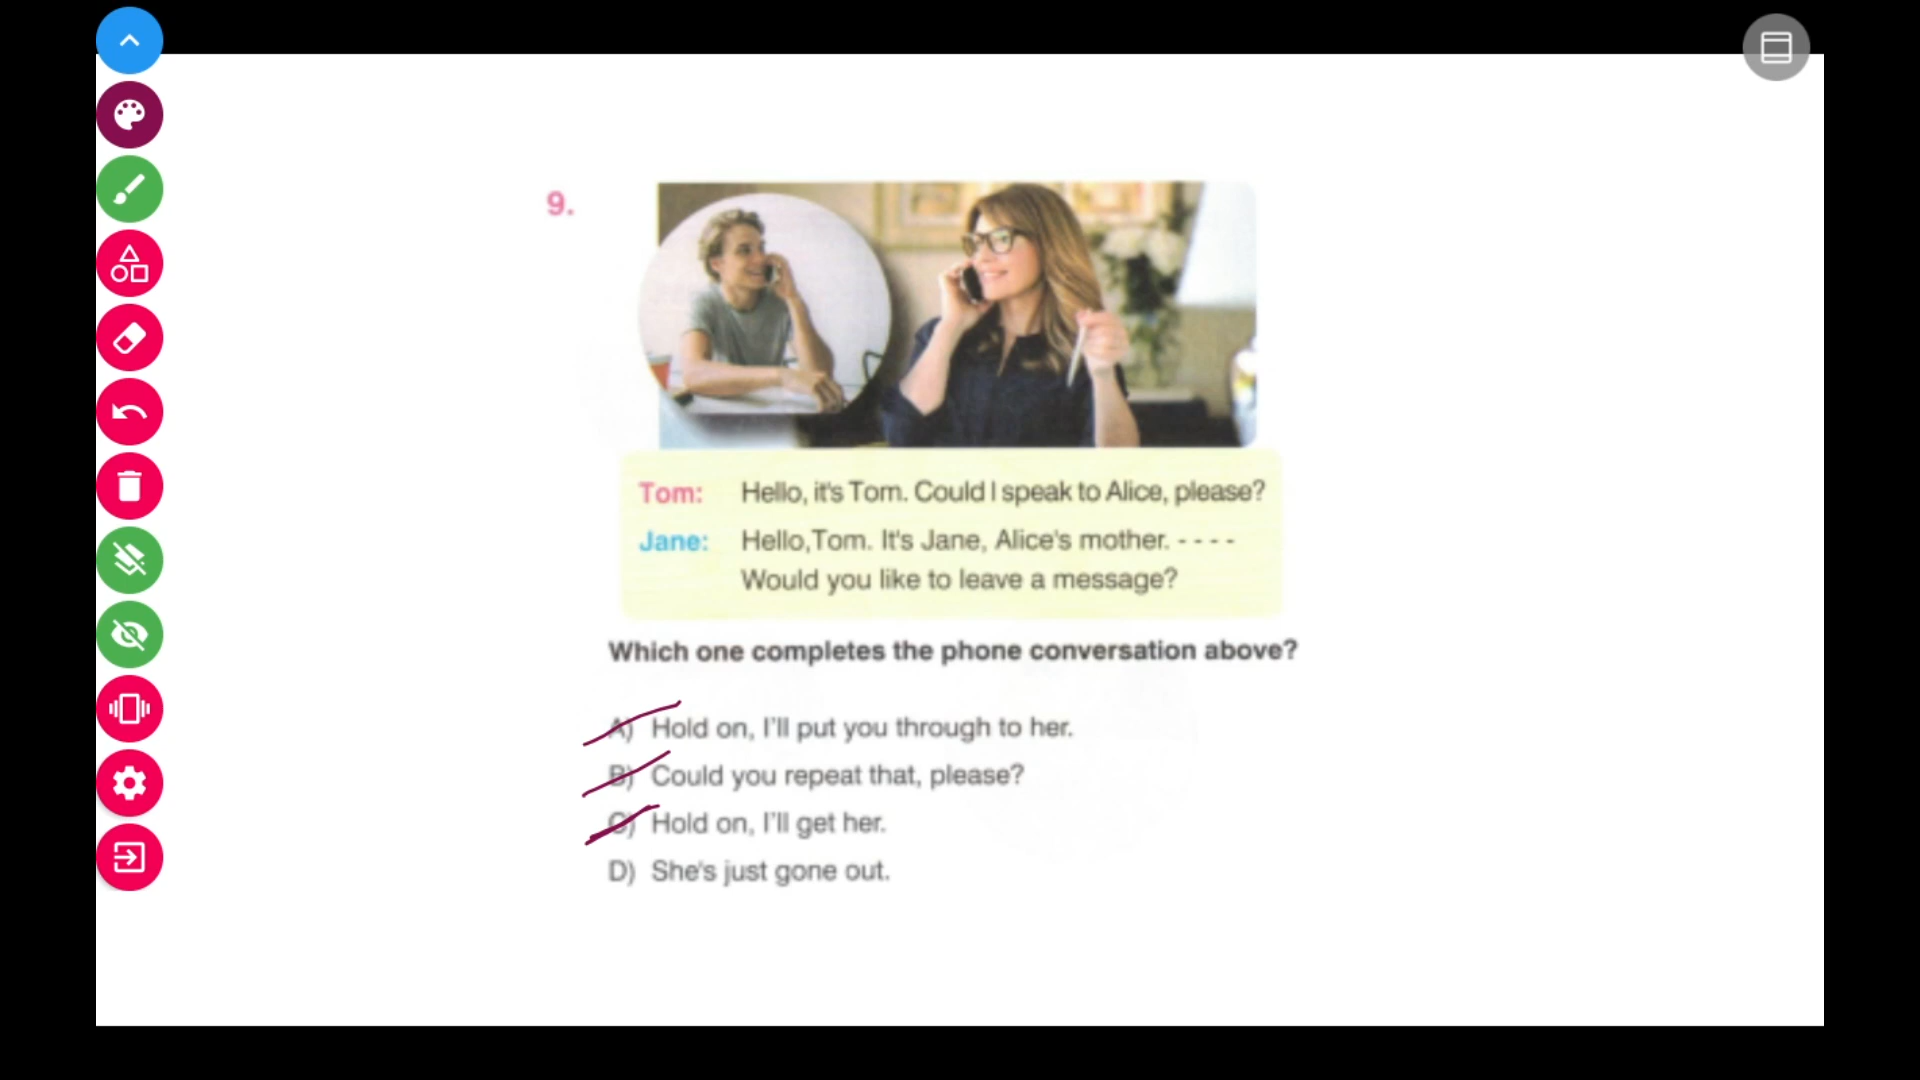 9.
Tom: Hello, it's Tom. Could I speak to Alice, please?
Jane: Hello,Tom. It's Jane, Alice's mother. - - - -
Would you like to leave a message?
Which one completes the phone conversation above?
A) Hold on, I'll put you through to her.
B) Could you repeat that, please?
C) Hold on, I'll get her.
D) She's just gone out.